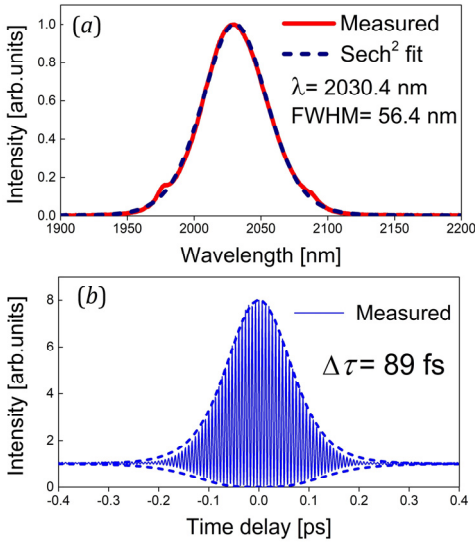 (a)
Measured
Sech² fit
λ= 2030.4 nm
FWHM= 56.4 nm
Intensity [arb.units]
1.0
0.8
0.6
0.4
0.2
0.0
1900
1950
2000
2050
2100
2150
2200
Wavelength [nm]
(b)
Measured
Δτ= 89 fs
Intensity [arb.units]
8
6
4
2
0
-0.4
-0.3
-0.2
-0.1
0.0
0.1
0.2
0.3
0.4
Time delay [ps]